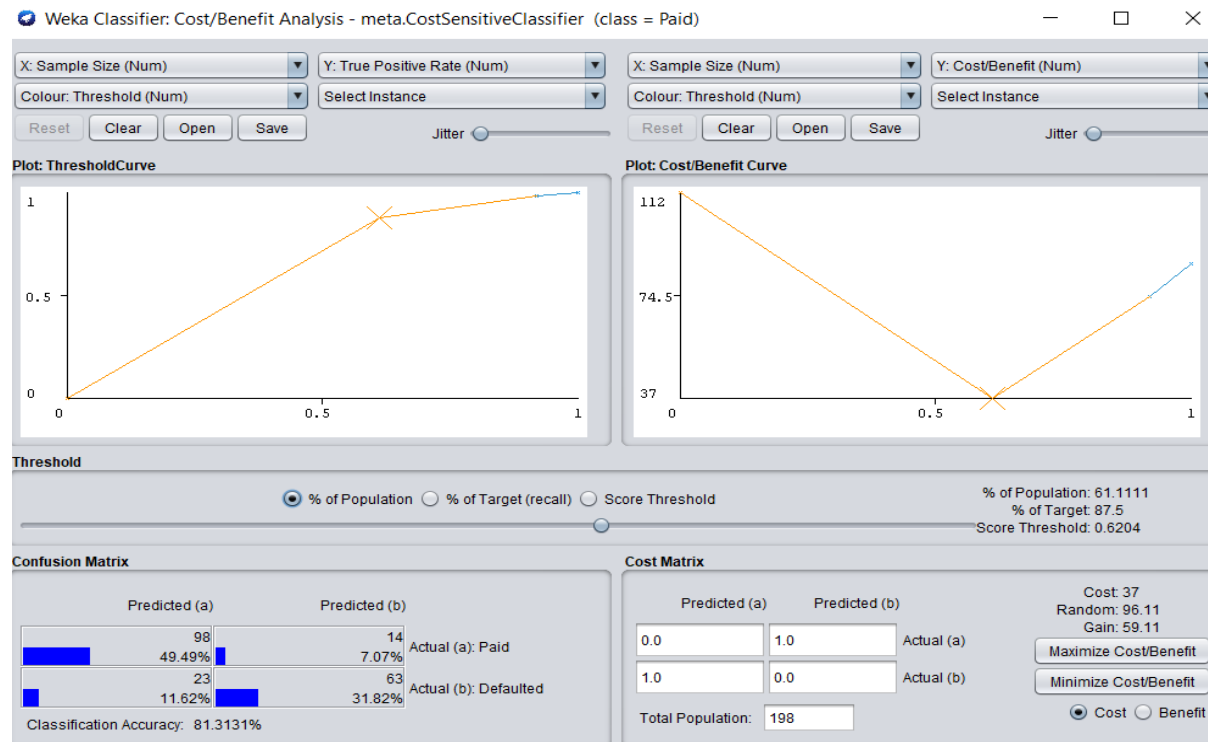 Weka Classifier: Cost/Benefit Analysis - meta.CostSensitiveClassifier (class = Paid)
X: Sample Size (Num)
Y: True Positive Rate (Num)
X: Sample Size (Num)
Y: Cost/Benefit (Num)
Colour: Threshold (Num)
Select Instance
Colour: Threshold (Num)
Select Instance
Reset
Clear
Open
Save
Jitter
Reset
Clear
Open
Save
Jitter
Plot: ThresholdCurve
1
0.5
0
0
0.5
1
Plot: Cost/Benefit Curve
112
74.5
37
0
0.5
1
Threshold
% of Population
% of Target (recall)
Score Threshold
% of Population: 61.1111
% of Target: 87.5
Score Threshold: 0.6204
Confusion Matrix
Predicted (a)
Predicted (b)
98
14
49.49%
7.07%
Actual (a): Paid
23
63
11.62%
31.82%
Actual (b): Defaulted
Classification Accuracy: 81.3131%
Cost Matrix
Predicted (a)
Predicted (b)
0.0
1.0
Actual (a)
1.0
0.0
Actual (b)
Total Population:
198
Cost: 37
Random: 96.11
Gain: 59.11
Maximize Cost/Benefit
Minimize Cost/Benefit
Cost
Benefit